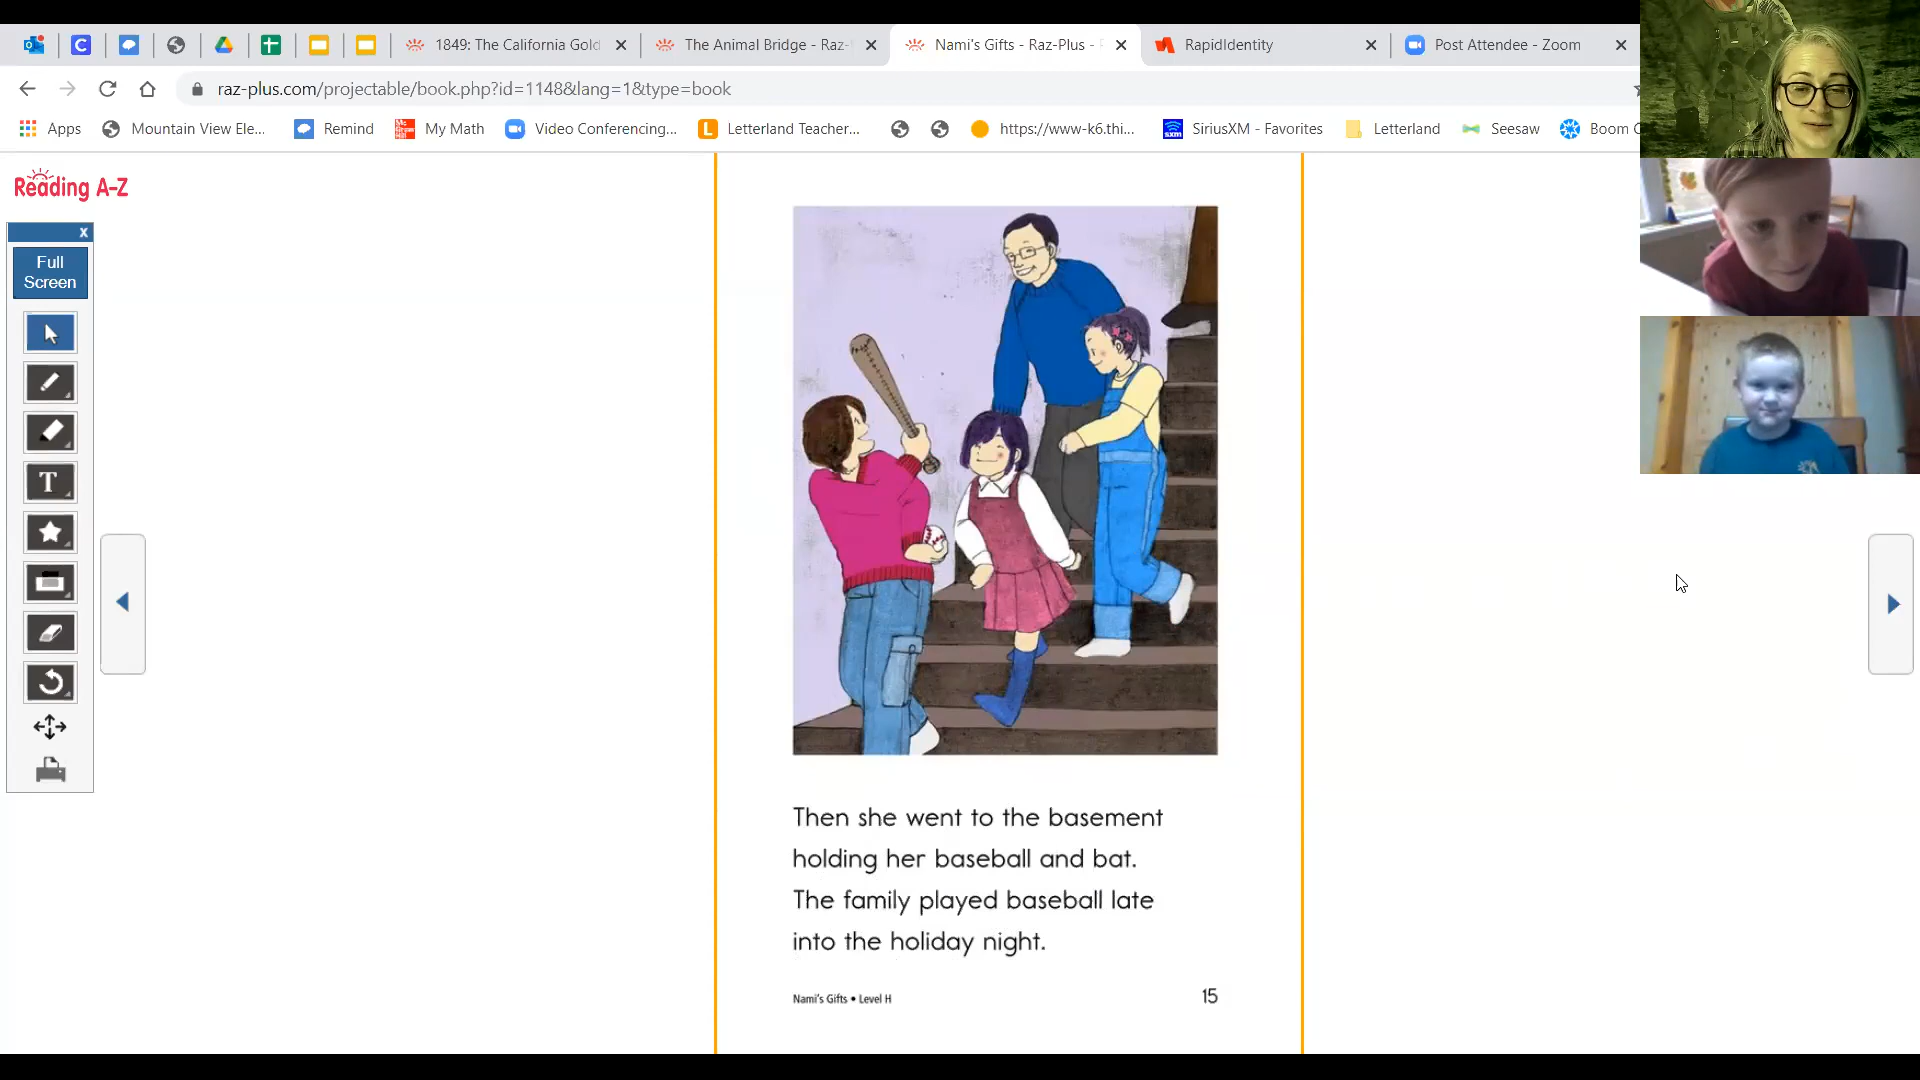 1849: The California Gold
The Animal Bridge - Raz-
Nami's Gifts - Raz-Plus -
RapidIdentity
Post Attendee - Zoom
raz-plus.com/projectable/book.php?id=1148&lang=1&type=book
Apps
Mountain View Ele...
Remind
My Math
Video Conferencing...
Letterland Teacher...
https://www-k6.thi...
SiriusXM - Favorites
Letterland
Seesaw
Boom
Reading A-Z
x
Full
Screen
T
Then she went to the basement
holding her baseball and bat.
The family played baseball late
into the holiday night.
Nami's Gifts • Level H
15